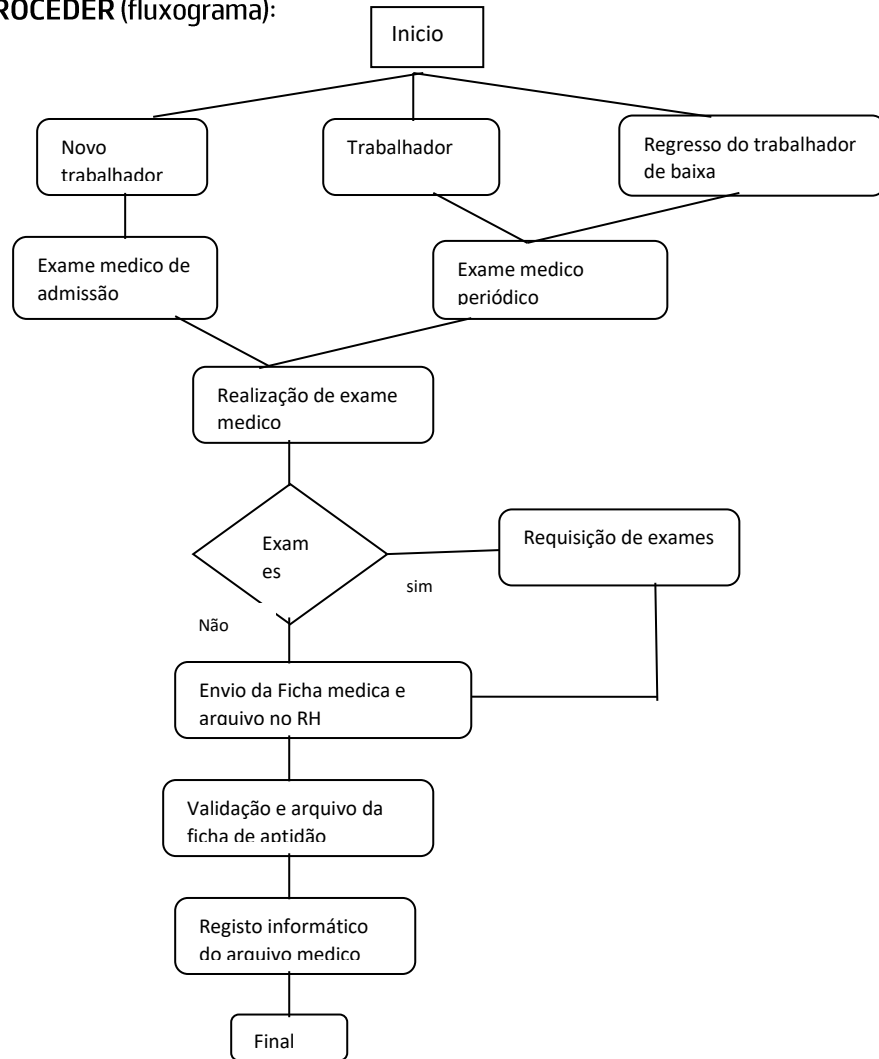 ROCEDER (fluxograma):
Inicio
Novo
trabalhador
Trabalhador
Regresso do trabalhador
de baixa
Exame medico de
admissão
Exame medico
periódico
Realização de exame
medico
Exam
es
Requisição de exames
sim
Não
Envio da Ficha medica e
arquivo no RH
Validação e arquivo da
ficha de aptidão
Registo informático
do arquivo medico
Final